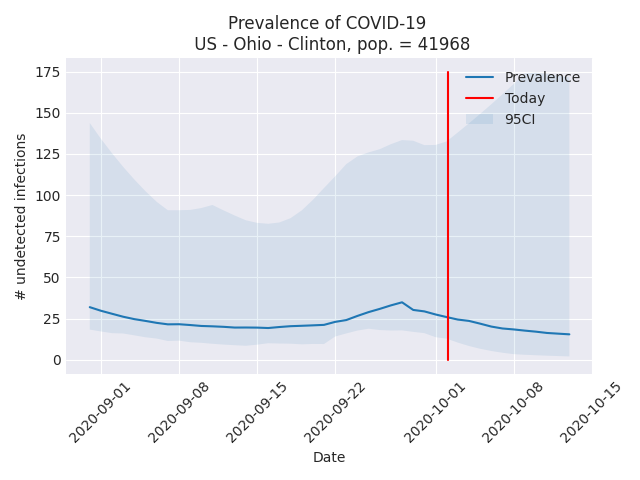 Prevalence of COVID-19
US - Ohio - Clinton, pop. = 41968
# undetected infections
175
150
125
100
75
50
25
0
Prevalence
Today
95CI
2020-09-01
2020-09-08
2020-09-15
2020-09-22
2020-10-01
2020-10-08
2020-10-15
Date